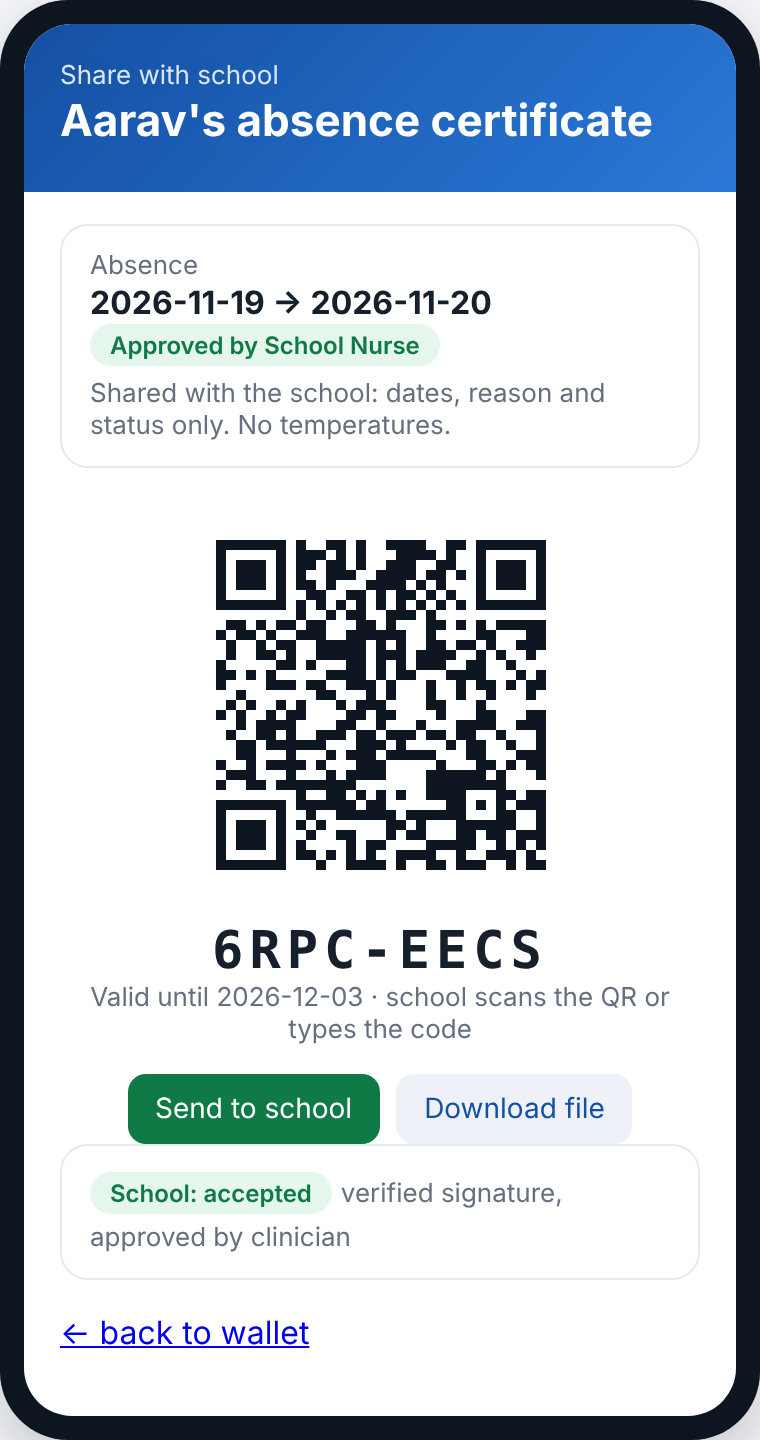 Share with school
Aarav's absence certificate
Absence
2026-11-19 → 2026-11-20
Approved by School Nurse
Shared with the school: dates, reason and
status only. No temperatures.
6RPC-EECS
Valid until 2026-12-03 · school scans the QR or
types the code
Send to school
Download file
School: accepted verified signature,
approved by clinician
← back to wallet